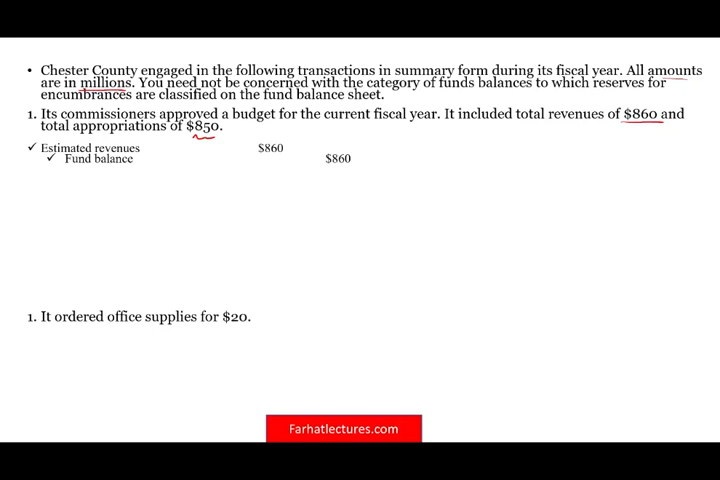 • Chester County engaged in the following transactions in summary form during its fiscal year. All amounts
are in millions. You need not be concerned with the category of funds balances to which reserves for
encumbrances are classified on the fund balance sheet.
1. Its commissioners approved a budget for the current fiscal year. It included total revenues of $860 and
total appropriations of $850.
✓ Estimated revenues $860
✓ Fund balance $860
1. It ordered office supplies for $20.
Farhatlectures.com